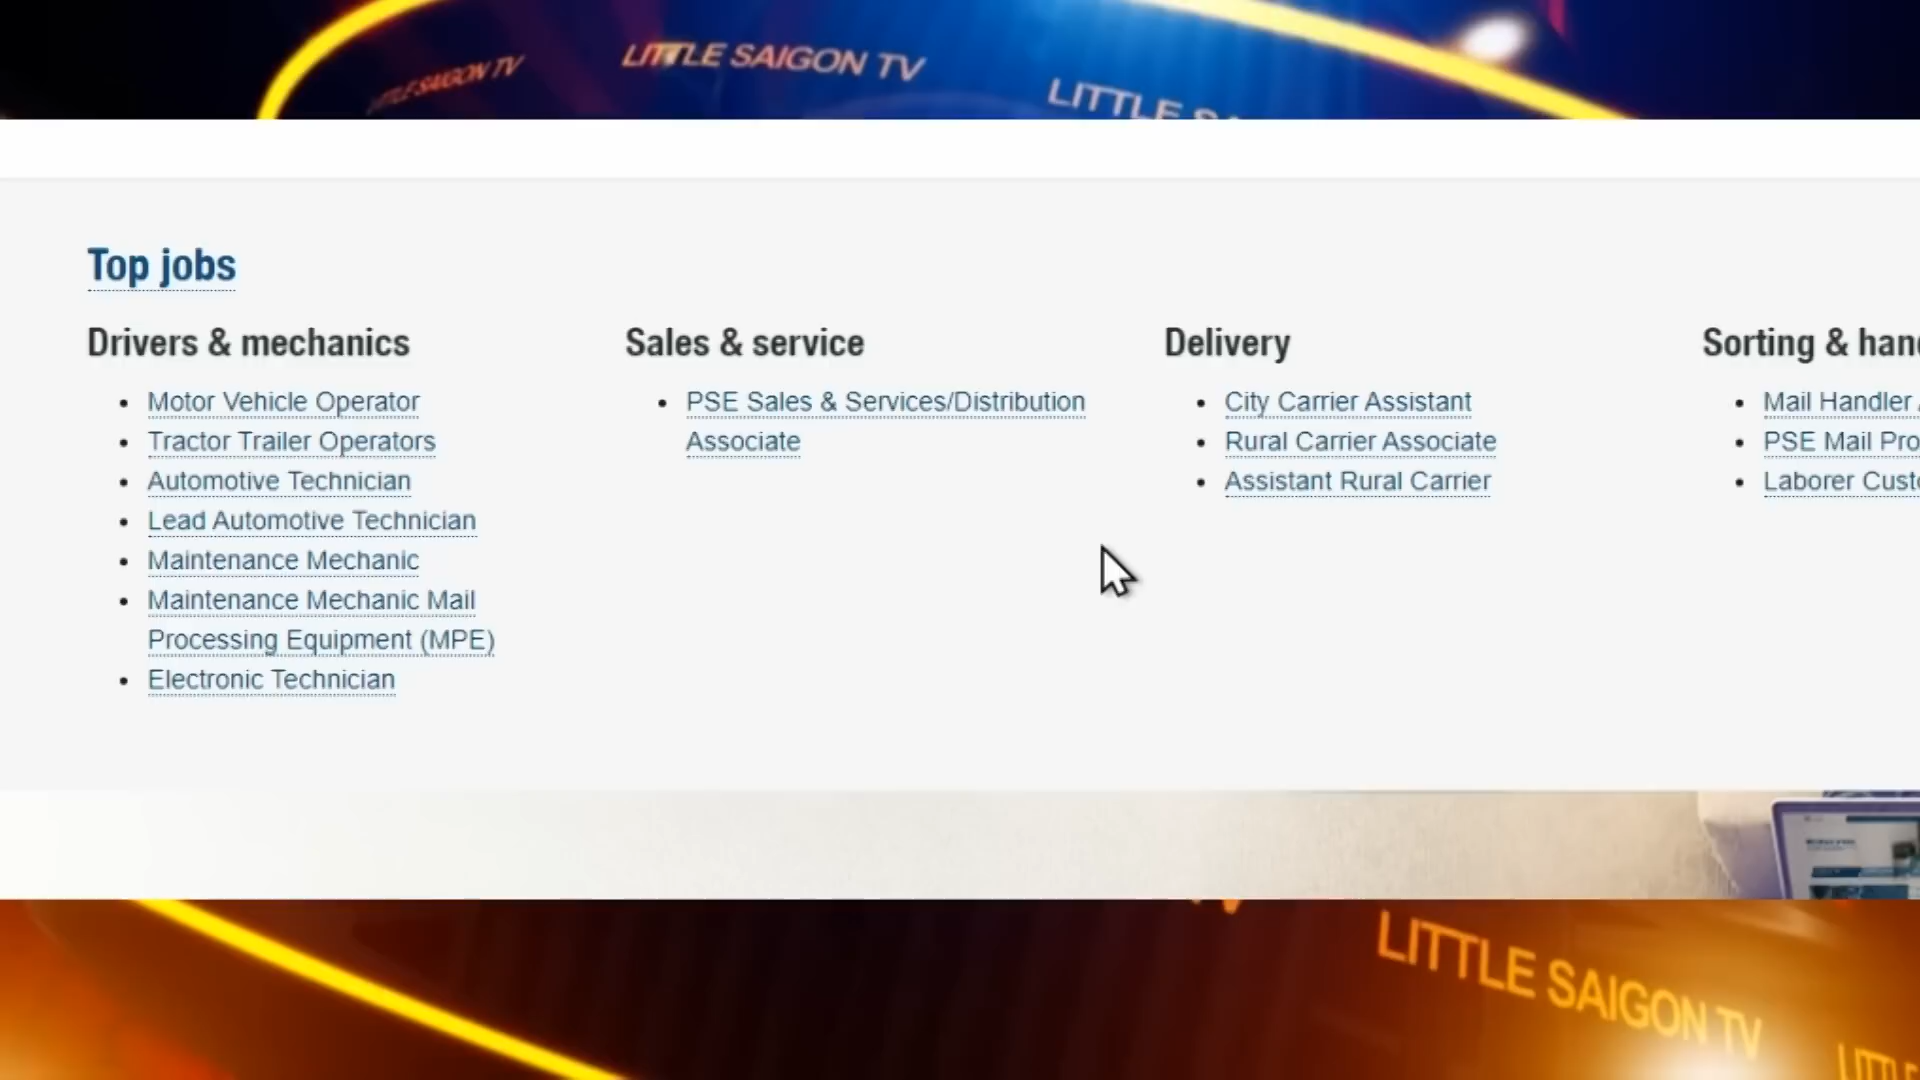 LITTLE SAIGON TV
LITTLE SAIGON TV
LITTLE
Top jobs
Drivers & mechanics
Motor Vehicle Operator
Tractor Trailer Operators
Automotive Technician
Lead Automotive Technician
Maintenance Mechanic
Maintenance Mechanic Mail
Processing Equipment (MPE)
Electronic Technician
Sales & service
PSE Sales & Services/Distribution
Associate
Delivery
City Carrier Assistant
Rural Carrier Associate
Assistant Rural Carrier
Sorting &
Mail Handler
PSE Mail
Laborer
LITTLE SAIGON TV